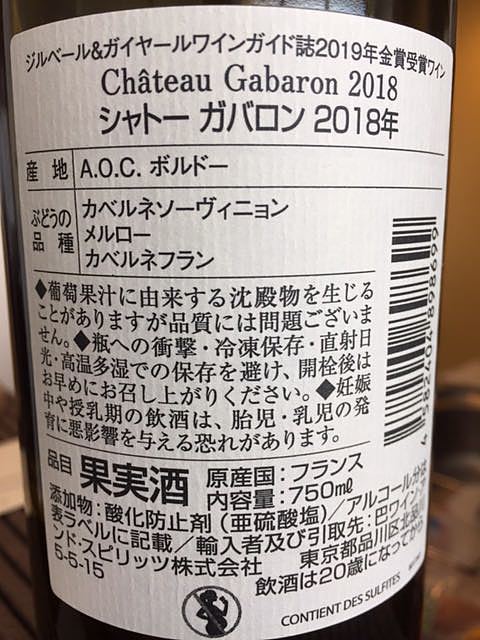 ジルベール&ガイヤールワインガイド誌2019年金賞受賞ワイン
Château Gabaron 2018
シャトー ガバロン 2018年
産地 A.O.C. ボルドー
ぶどうの品種 カベルネソーヴィニョン
メルロー
カベルネフラン
◆葡萄果汁に由来する沈殿物を生じる
ことがありますが品質には問題ございま
せん。◆瓶への衝撃・冷凍保存・直射日
光・高温多湿での保存を避け、開栓後は
お早めにお召し上がりください。◆妊娠
中や授乳期の飲酒は、胎児・乳児の発
育に悪影響を与える恐れがあります。
品目 果実酒 原産国:フランス
内容量:750mℓ
添加物:酸化防止剤(亜硫酸塩)/アルコール分は
表ラベルに記載/輸入者及び引取先:巴ワイン・ア
ンド・スピリッツ株式会社 東京都品川区北品川
5-5-15
飲酒は20歳になってから
CONTIENT DES SULFITES
4 582404 898699